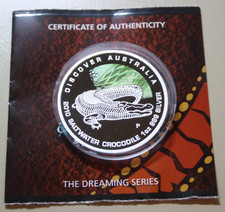 CERTIFICATE OF AUTHENTICITY
DISCOVER AUSTRALIA
2010 SALTWATER CROCODILE 1oz 999 SILVER
P
THE DREAMING SERIES